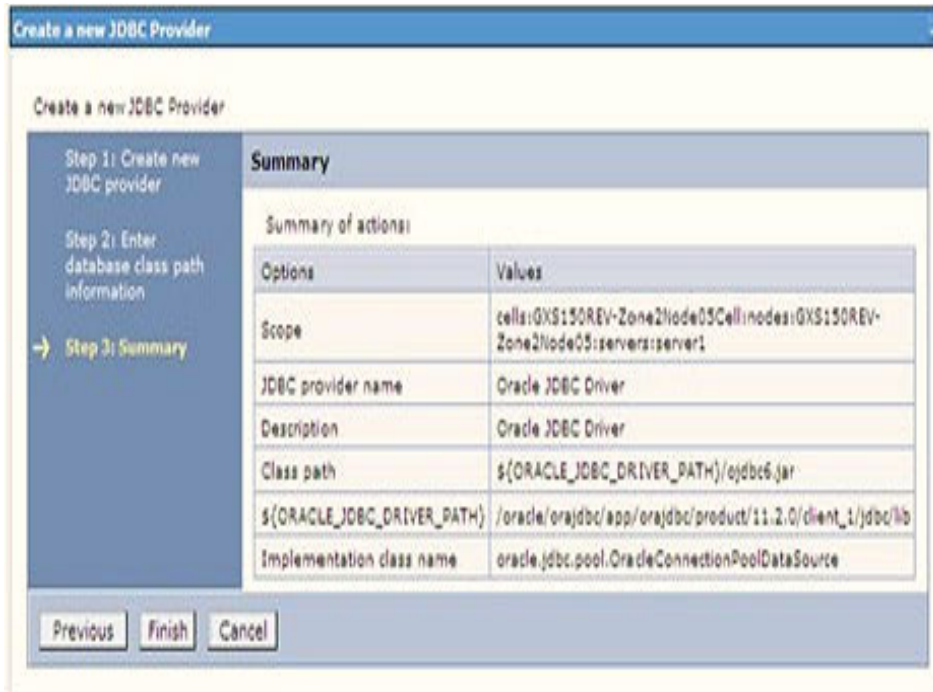 Create a new JDBC Provider
Create a new JDBC Provider
Step 1: Create new
JDBC provider
Step 2: Enter
database class path
information
Step 3: Summary
Summary
Summary of actions:
Options Values
Scope cells:GXS150REV-Zone2Node05Cell:nodes:GXS150REV-
Zone2Node05:servers:server1
JDBC provider name Oracle JDBC Driver
Description Oracle JDBC Driver
Class path ${ORACLE_JDBC_DRIVER_PATH}/ojdbc6.jar
${ORACLE_JDBC_DRIVER_PATH} /oracle/orajdbc/app/orajdbc/product/11.2.0/client_1/jdbc/lib
Implementation class name oracle.jdbc.pool.OracleConnectionPoolDataSource
Previous Finish Cancel